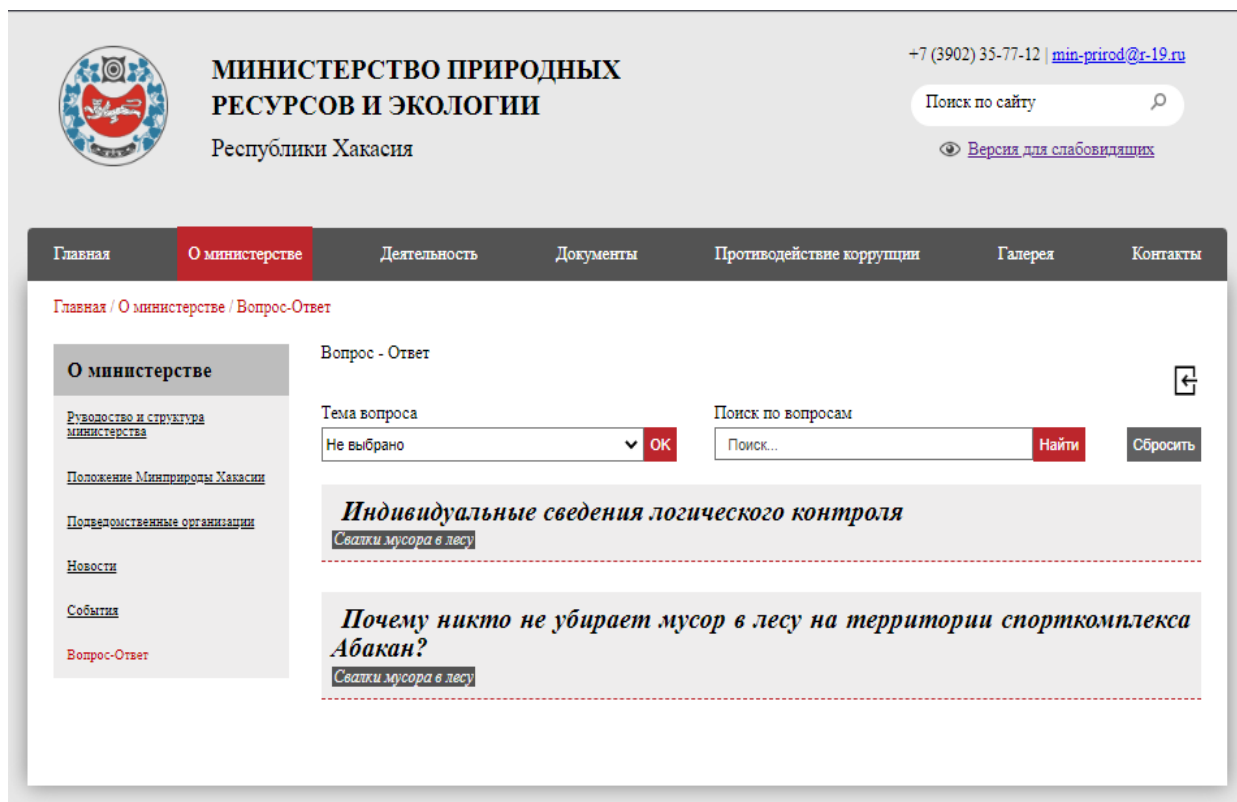 МИНИСТЕРСТВО ПРИРОДНЫХ
РЕСУРСОВ И ЭКОЛОГИИ
Республики Хакасия
+7 (3902) 35-77-12 | min-prirod@r-19.ru
Поиск по сайту
Версия для слабовидящих
Главная О министерстве Деятельность Документы Противодействие коррупции Галерея Контакты
Главная / О министерстве / Вопрос-Ответ
О министерстве
Руводоство и структура
министерства
Положение Минприроды Хакасии
Подведомственные организации
Новости
События
Вопрос-Ответ
Вопрос - Ответ
Тема вопроса
Не выбрано OK
Поиск по вопросам
Поиск... Найти
Сбросить
Индивидуальные сведения логического контроля
Свалки мусора в лесу
Почему никто не убирает мусор в лесу на территории спорткомплекса
Абакан?
Свалки мусора в лесу